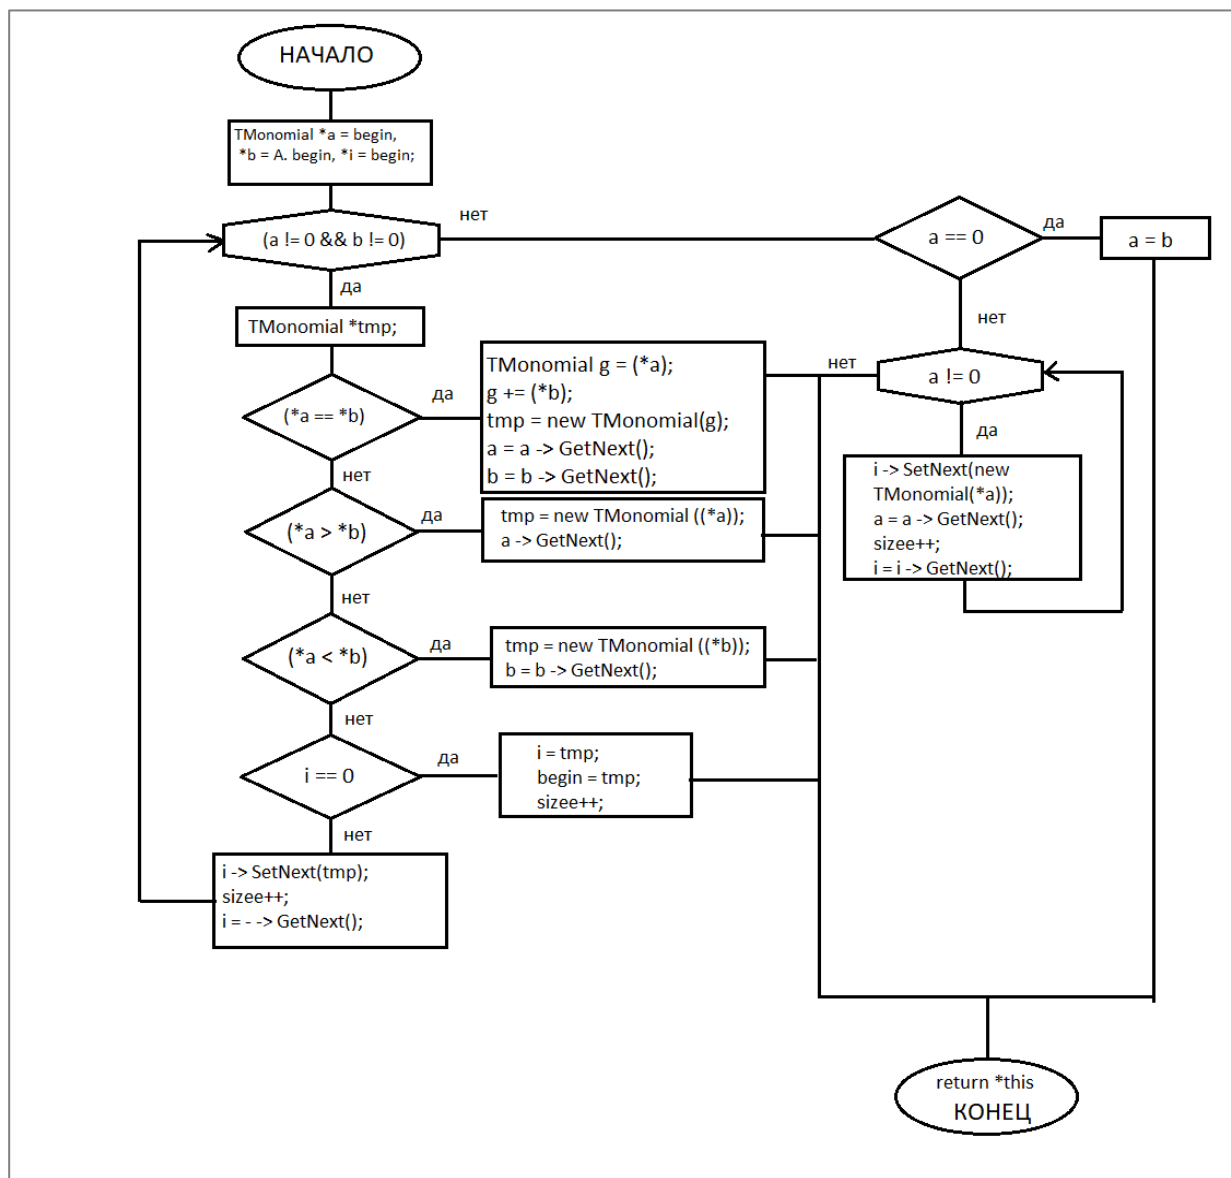 НАЧАЛО
TMonomial *a = begin,
*b = A. begin, *i = begin;
(a != 0 && b != 0)
нет
да
TMonomial *tmp;
(*a == *b)
да
TMonomial g = (*a);
g += (*b);
tmp = new TMonomial(g);
a = a -> GetNext();
b = b -> GetNext();
нет
(*a > *b)
да
tmp = new TMonomial ((*a));
a -> GetNext();
нет
(*a < *b)
да
tmp = new TMonomial ((*b));
b = b -> GetNext();
нет
i == 0
да
i = tmp;
begin = tmp;
sizee++;
нет
i -> SetNext(tmp);
sizee++;
i = - -> GetNext();
a == 0
да
a = b
нет
a != 0
нет
да
i -> SetNext(new
TMonomial(*a));
a = a -> GetNext();
sizee++;
i = i -> GetNext();
return *this
КОНЕЦ